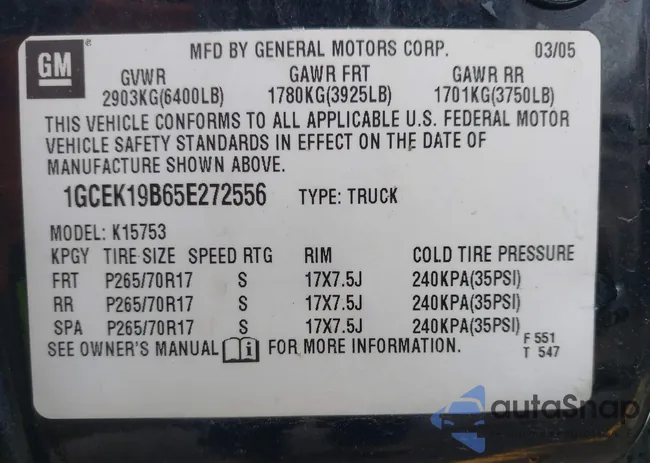 GM
MFD BY GENERAL MOTORS CORP. 03/05
GVWR GAWR FRT GAWR RR
2903KG(6400LB) 1780KG(3925LB) 1701KG(3750LB)
THIS VEHICLE CONFORMS TO ALL APPLICABLE U.S. FEDERAL MOTOR
VEHICLE SAFETY STANDARDS IN EFFECT ON THE DATE OF
MANUFACTURE SHOWN ABOVE.
1GCEK19B65E272556 TYPE: TRUCK
MODEL: K15753
KPGY TIRE SIZE SPEED RTG RIM COLD TIRE PRESSURE
FRT P265/70R17 S 17X7.5J 240KPA(35PSI)
RR P265/70R17 S 17X7.5J 240KPA(35PSI)
SPA P265/70R17 S 17X7.5J 240KPA(35PSI)
SEE OWNER'S MANUAL i FOR MORE INFORMATION.
F 551
T 547
autoSnap